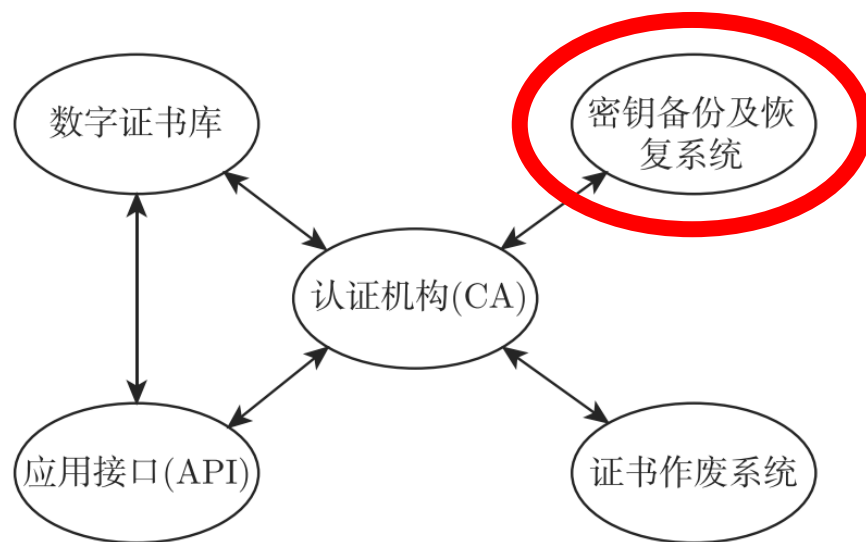 数字证书库
密钥备份及恢
复系统
认证机构(CA)
应用接口(API)
证书作废系统